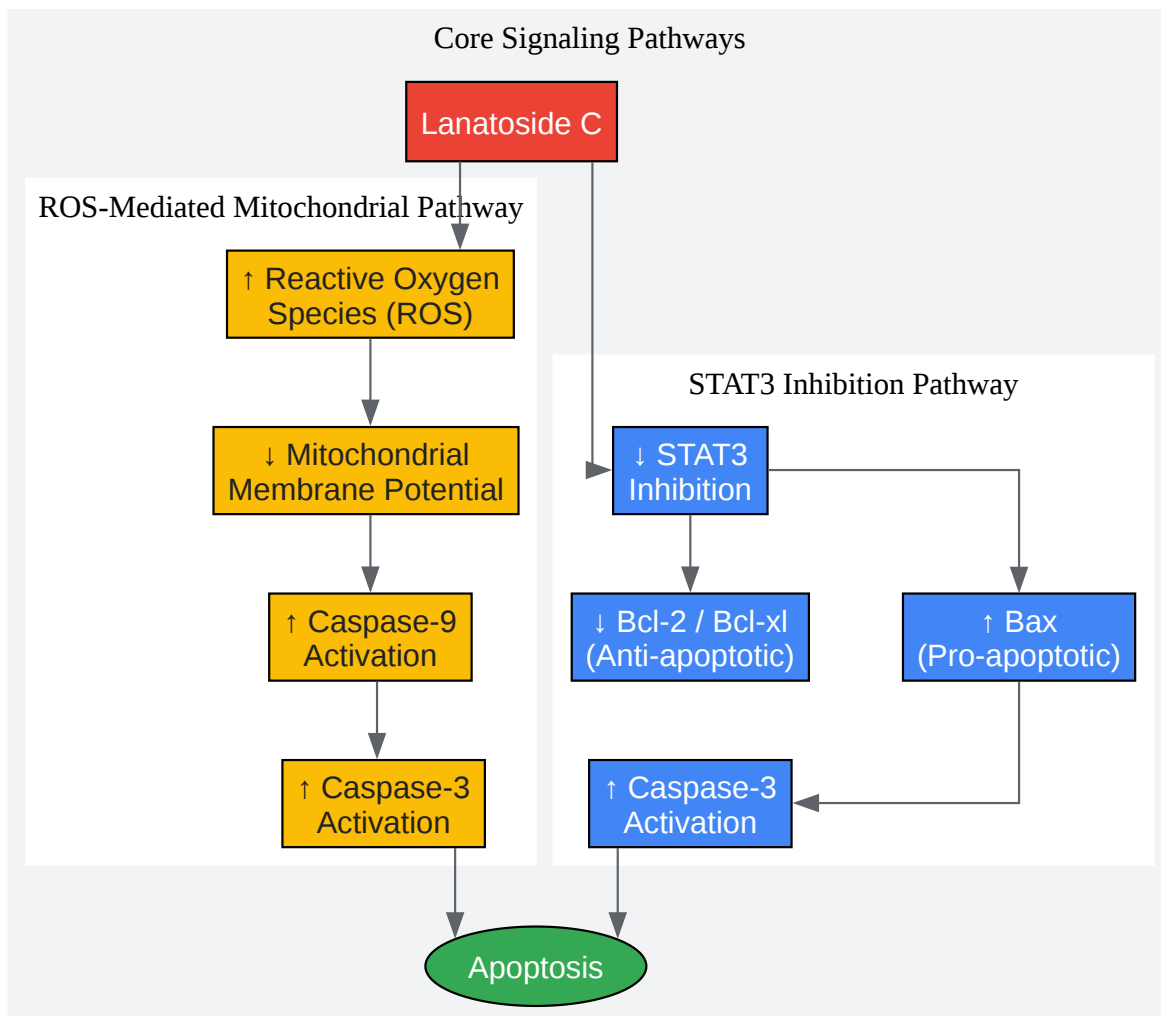 Core Signaling Pathways
Lanatoside C
ROS-Mediated Mitochondrial Pathway
↑ Reactive Oxygen
Species (ROS)
↓ Mitochondrial
Membrane Potential
↑ Caspase-9
Activation
↑ Caspase-3
Activation
STAT3 Inhibition Pathway
↓ STAT3
Inhibition
↓ Bcl-2 / Bcl-xl
(Anti-apoptotic)
↑ Bax
(Pro-apoptotic)
↑ Caspase-3
Activation
Apoptosis